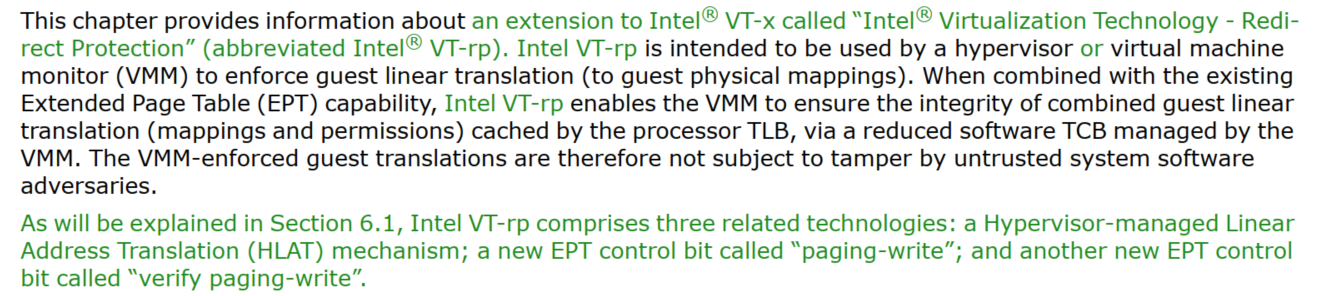 This chapter provides information about an extension to Intel® VT-x called “Intel® Virtualization Technology - Redi-
rect Protection” (abbreviated Intel® VT-rp). Intel VT-rp is intended to be used by a hypervisor or virtual machine
monitor (VMM) to enforce guest linear translation (to guest physical mappings). When combined with the existing
Extended Page Table (EPT) capability, Intel VT-rp enables the VMM to ensure the integrity of combined guest linear
translation (mappings and permissions) cached by the processor TLB, via a reduced software TCB managed by the
VMM. The VMM-enforced guest translations are therefore not subject to tamper by untrusted system software
adversaries.
As will be explained in Section 6.1, Intel VT-rp comprises three related technologies: a Hypervisor-managed Linear
Address Translation (HLAT) mechanism; a new EPT control bit called “paging-write”; and another new EPT control
bit called “verify paging-write”.